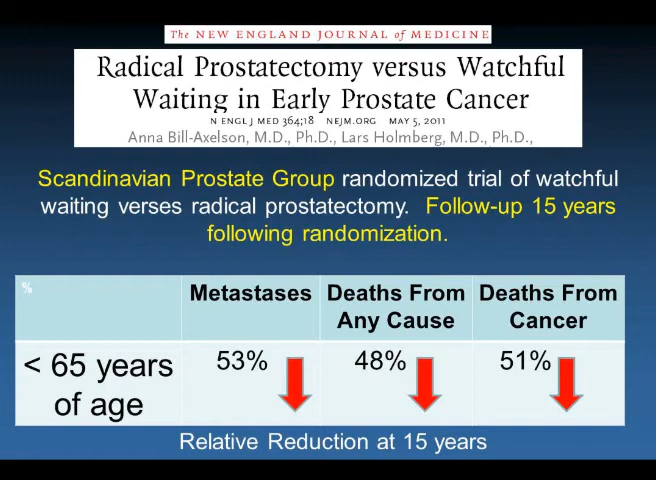 The NEW ENGLAND JOURNAL of MEDICINE
Radical Prostatectomy versus Watchful
Waiting in Early Prostate Cancer
N ENGL J MED 364;18 NEJM.ORG MAY 5, 2011
Anna Bill-Axelson, M.D., Ph.D., Lars Holmberg, M.D., Ph.D.,
Scandinavian Prostate Group randomized trial of watchful
waiting verses radical prostatectomy. Follow-up 15 years
following randomization.
%
Metastases
Deaths From
Any Cause
Deaths From
Cancer
< 65 years
of age
53%
48%
51%
Relative Reduction at 15 years